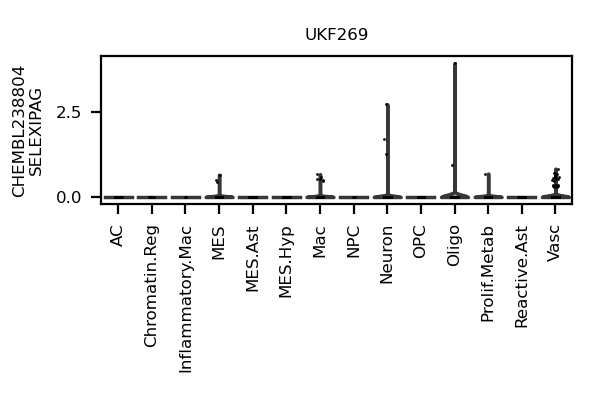 UKF269
CHEMBL238804
SELEXIPAG
2.5
0.0
AC
Chromatin.Reg
Inflammatory.Mac
MES
MES.Ast
MES.Hyp
Mac
NPC
Neuron
OPC
Oligo
Prolif.Metab
Reactive.Ast
Vasc